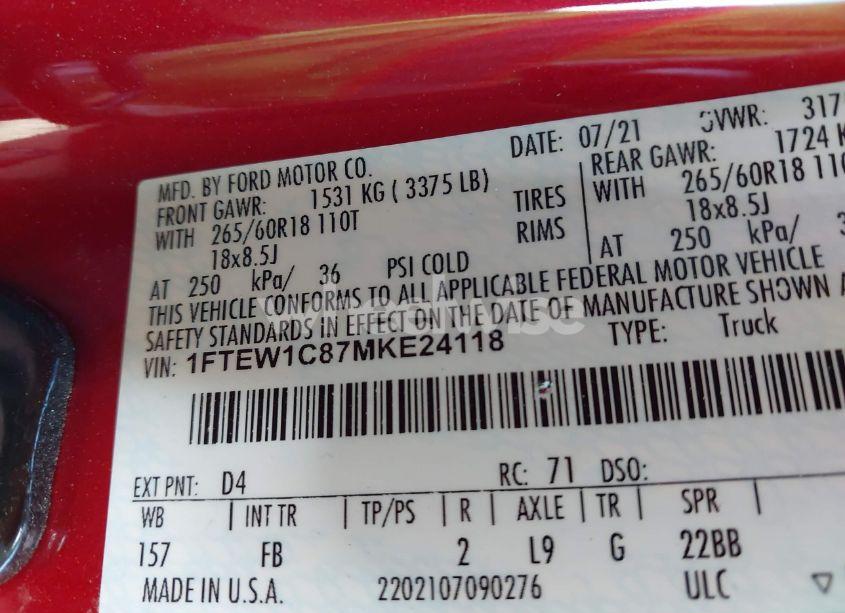 MFD. BY FORD MOTOR CO. DATE: 07/21 GVWR: 317
FRONT GAWR: 1531 KG ( 3375 LB) REAR GAWR: 1724 K
WITH 265/60R18 110T TIRES WITH 265/60R18 110
18x8.5J RIMS 18x8.5J
AT 250 kPa/ 36 PSI COLD AT 250 kPa/ 3
THIS VEHICLE CONFORMS TO ALL APPLICABLE FEDERAL MOTOR VEHICLE
SAFETY STANDARDS IN EFFECT ON THE DATE OF MANUFACTURE SHOWN A
VIN: 1FTEW1C87MKE24118 TYPE: Truck
EXT PNT: D4 RC: 71 DSO:
WB INT TR TP/PS R AXLE TR SPR
157 FB 2 L9 G 22BB
MADE IN U.S.A. 2202107090276 ULC